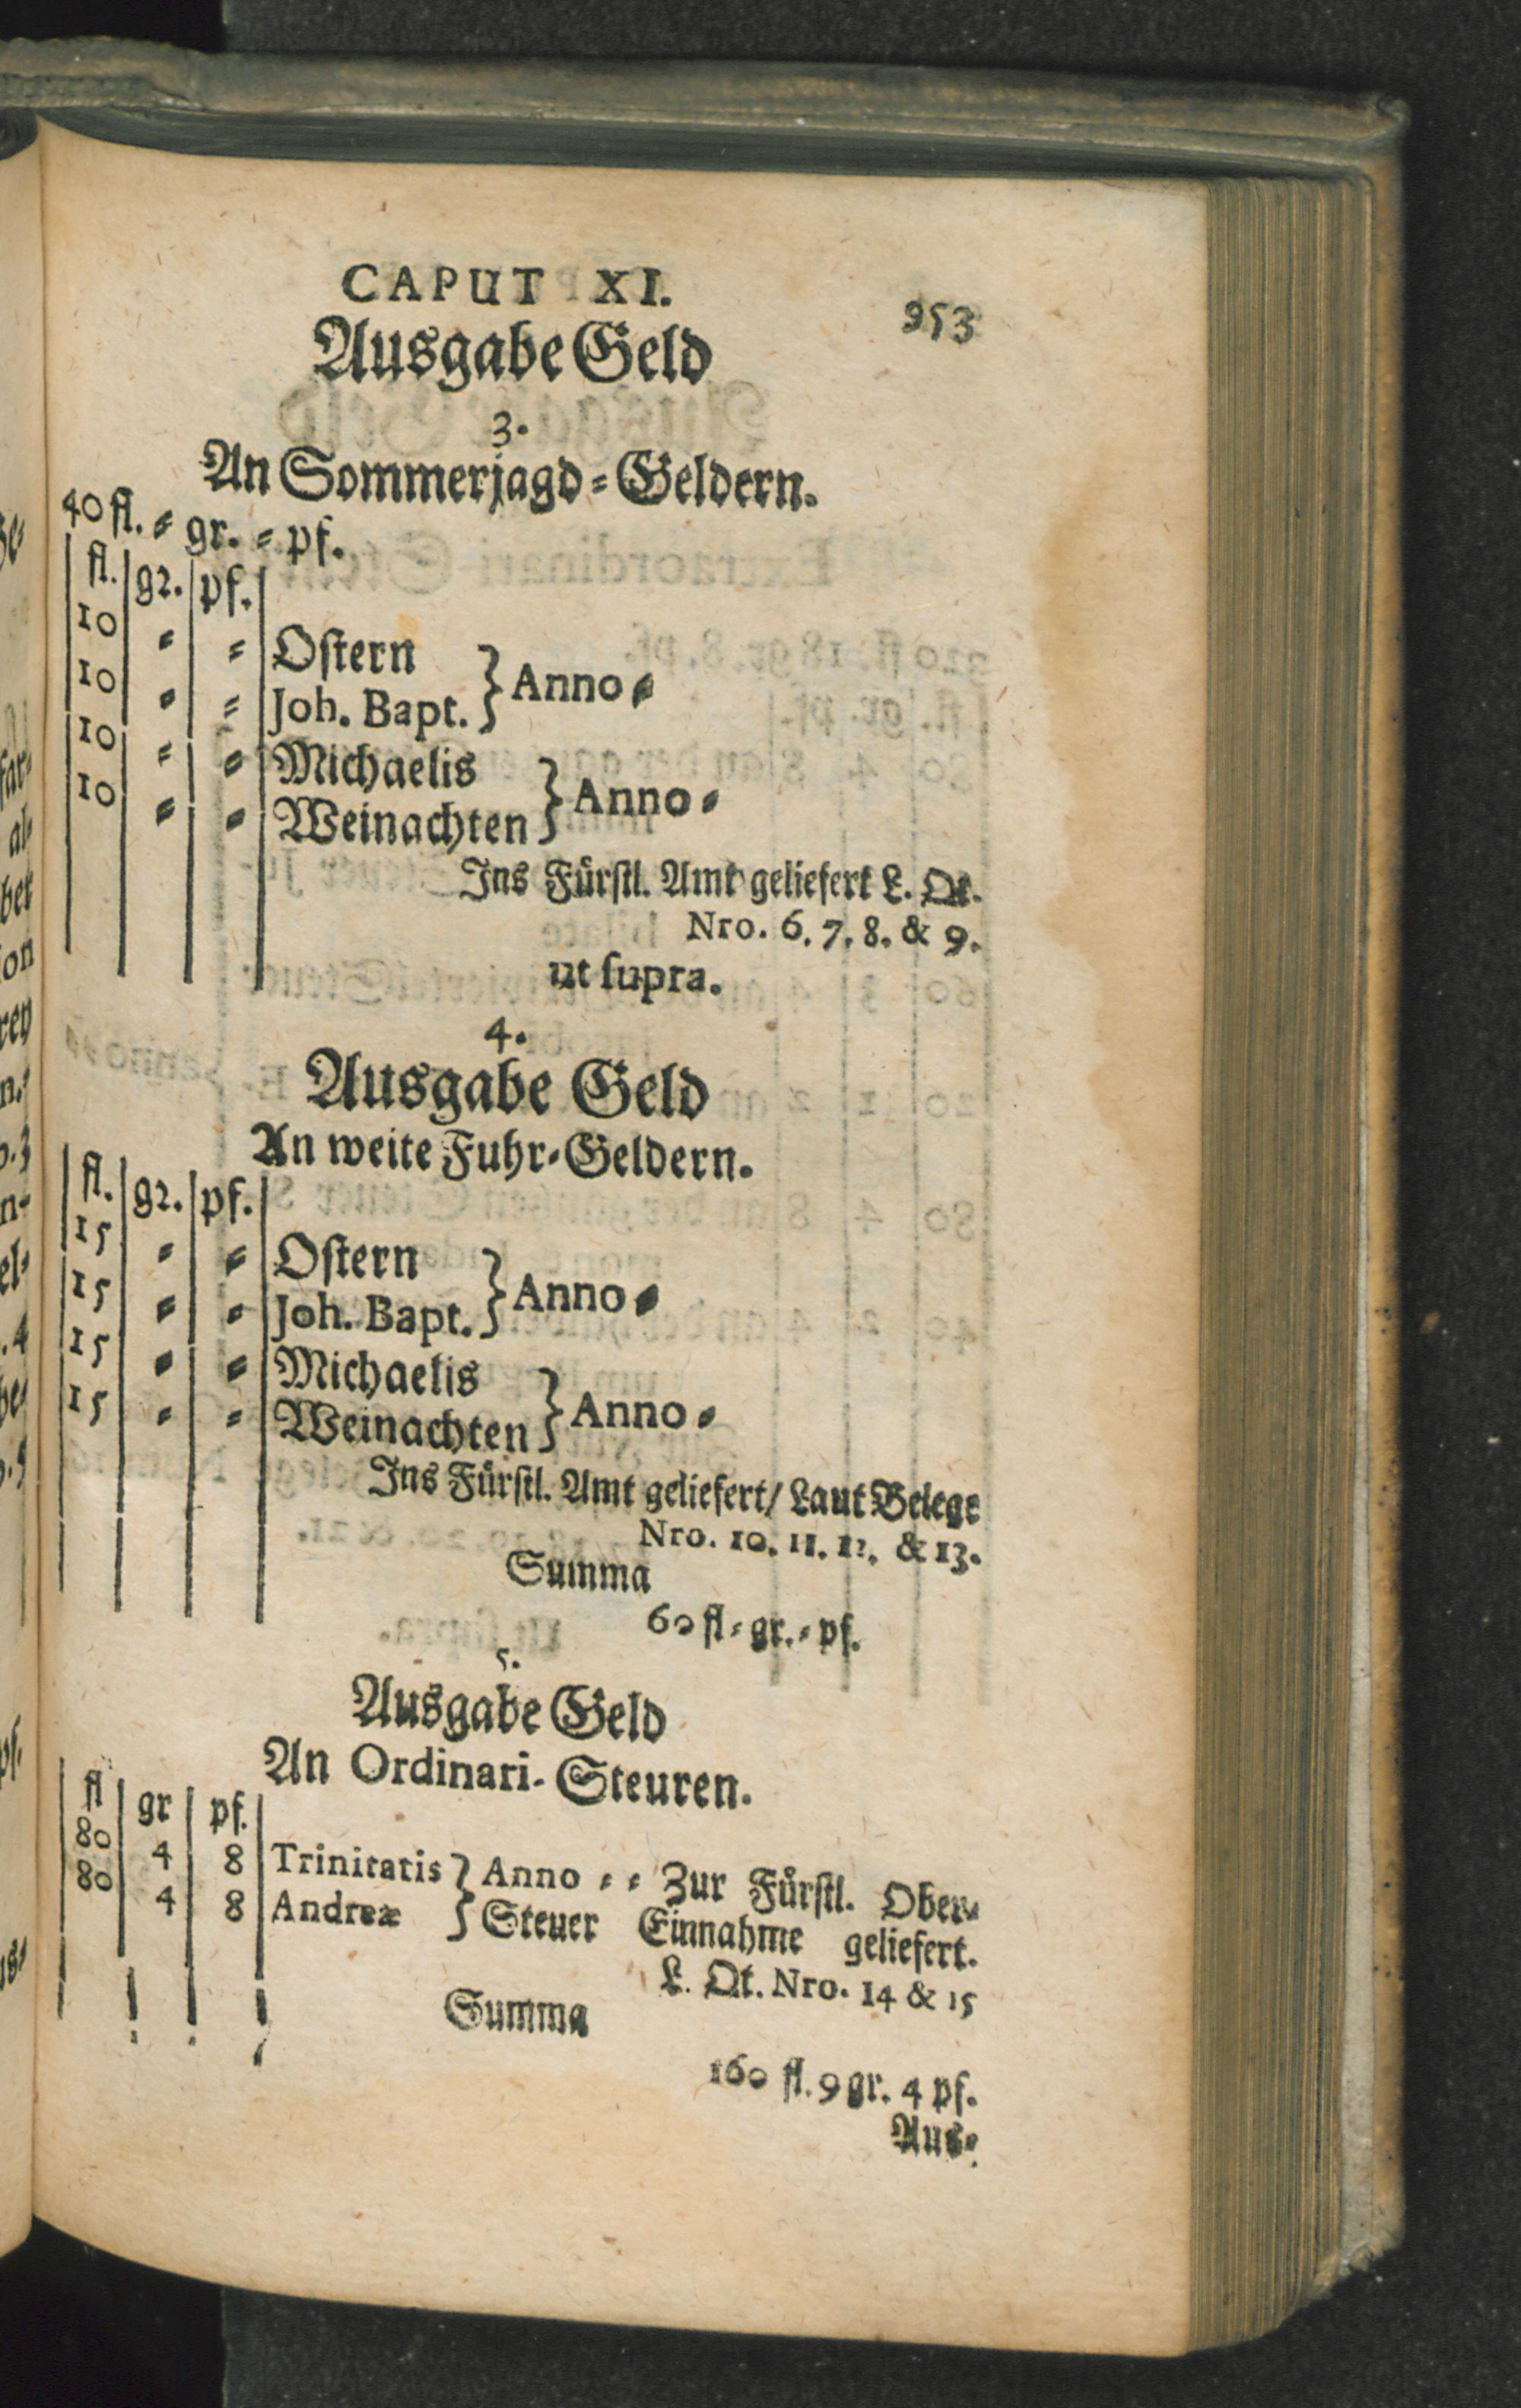 CAPUT XI. 953
Ausgabe Geld
3.
An Sommerjagd⸗Geldern.
40 fl. ⸗ gr. ⸗ pf.
fl. gr. pf.
10 ⸗ ⸗ Oſtern } Anno ⸗
10 ⸗ ⸗ Joh. Bapt.
10 ⸗ ⸗ Michaelis } Anno ⸗
10 ⸗ ⸗ Weinachten
Ins Fürſtl. Amt geliefert L. Qt.
Nro. 6. 7. 8. & 9.
ut ſupra.
4.
Ausgabe Geld
An weite Fuhr⸗Geldern.
fl. gr. pf.
15 ⸗ ⸗ Oſtern } Anno ⸗
15 ⸗ ⸗ Joh. Bapt.
15 ⸗ ⸗ Michaelis } Anno ⸗
15 ⸗ ⸗ Weinachten
Ins Fürſtl. Amt geliefert/ Laut Belege
Nro. 10. 11. 12. & 13.
Summa
60 fl ⸗ gr. ⸗ pf.
5.
Ausgabe Geld
An Ordinari⸗Steuren.
fl gr pf.
80 4 8 Trinitatis } Anno ⸗ ⸗ Zur Fürſtl. Ober⸗
80 4 8 Andreæ Steuer Einnahme geliefert.
L. Qt. Nro. 14 & 15
Summa
160 fl. 9 gr. 4 pf.
Aus⸗